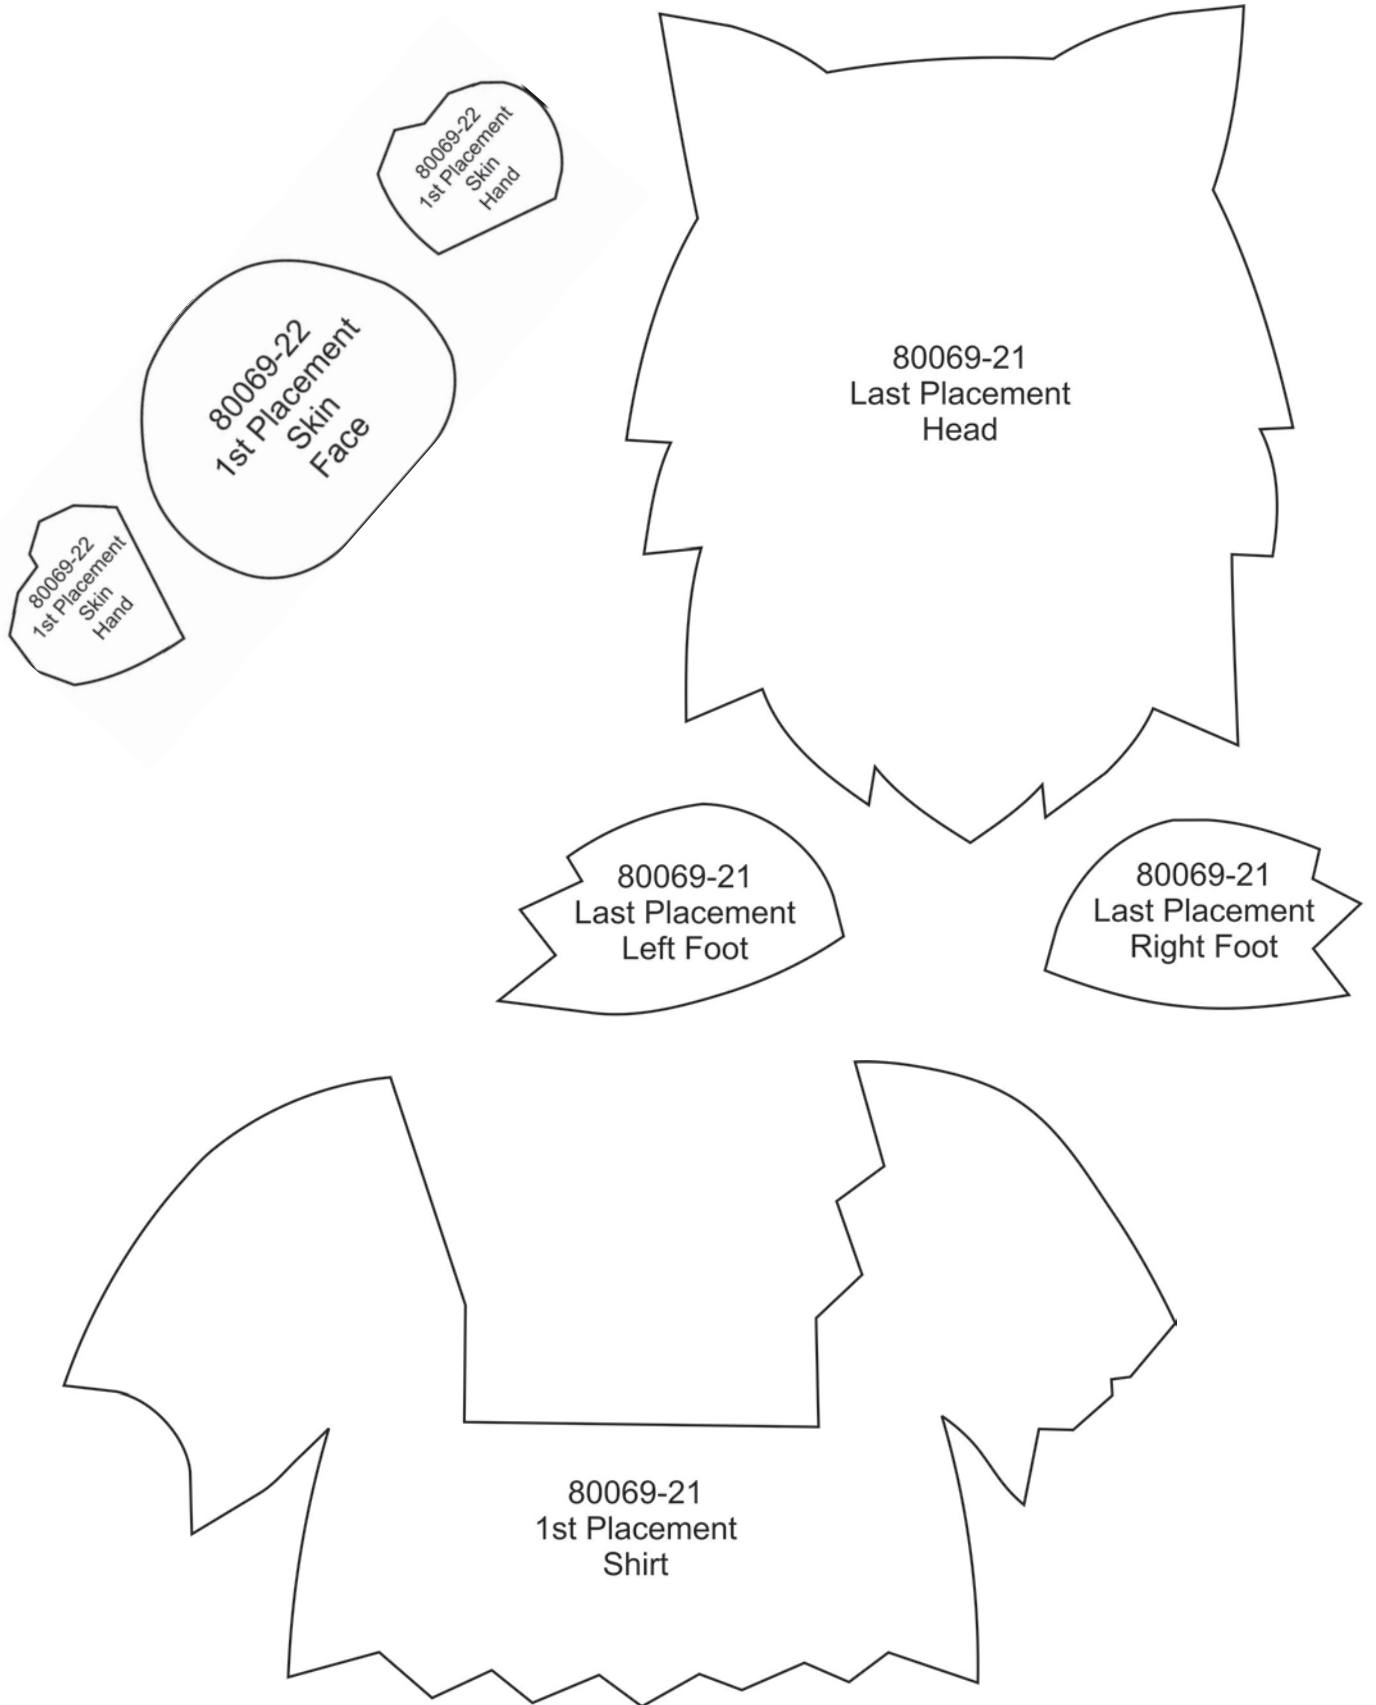 80069-22
1st Placement
Skin
Hand
80069-22
1st Placement
Skin
Face
80069-22
1st Placement
Skin
Hand
80069-21
Last Placement
Head
80069-21
Last Placement
Left Foot
80069-21
Last Placement
Right Foot
80069-21
1st Placement
Shirt